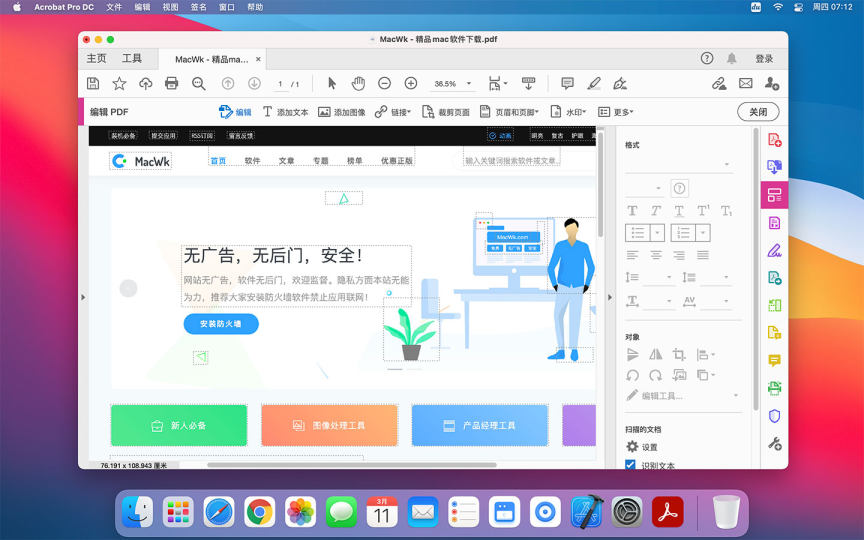 Acrobat Pro DC 文件 编辑 视图 签名 窗口 帮助
du 周四 07:12
MacWk - 精品mac软件下载.pdf
主页 工具 MacWk - 精品ma... × 登录
1 / 1 36.5%
编辑 PDF 编辑 添加文本 添加图像 链接 裁剪页面 页眉和页脚 水印 更多 关闭
装机必备 提交应用 RSS订阅 留言反馈 动画 明亮 复古 护眼
MacWk 首页 软件 文章 专题 榜单 优惠正版 输入关键词搜索软件或文章..
MacWk.com
免费 无广告 安全
无广告，无后门，安全！
网站无广告，软件无后门，欢迎监督。隐私方面本站无能
为力，推荐大家安装防火墙软件禁止应用联网！
安装防火墙
新人必备 图像处理工具 产品经理工具
76.191 x 108.943 厘米
格式
对象
编辑工具...
扫描的文档
设置
识别文本
3月
11